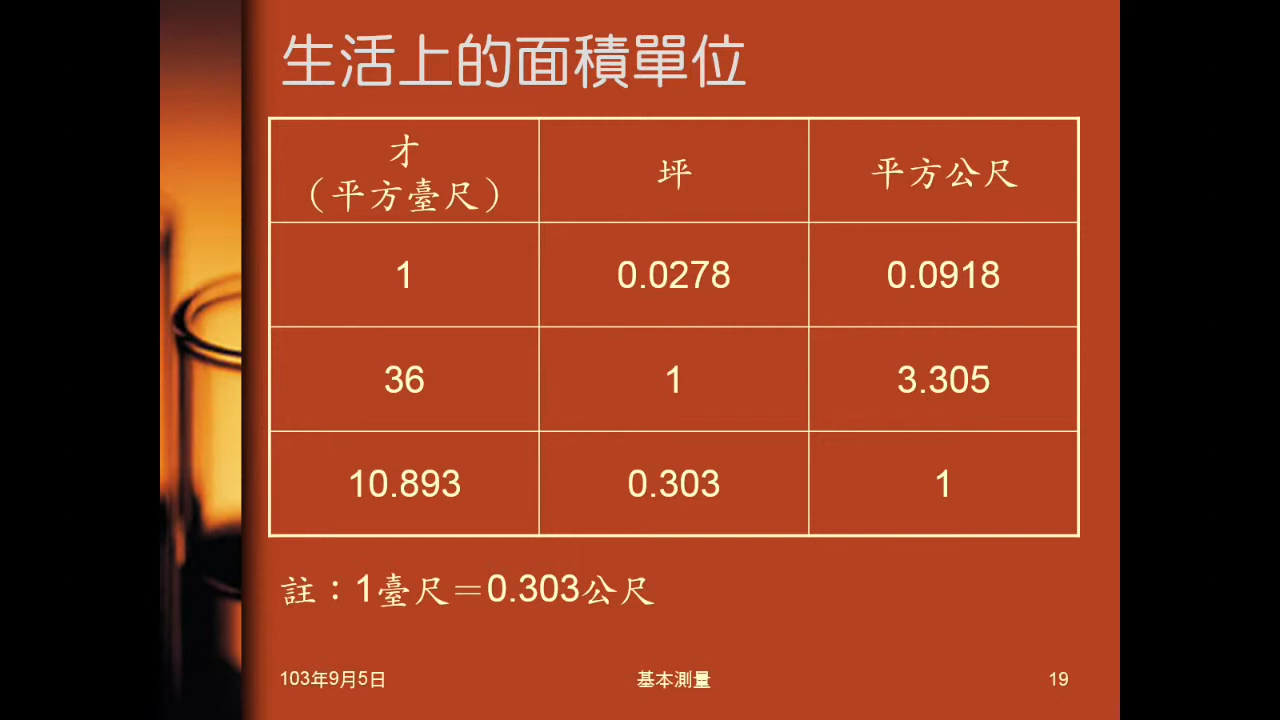 生活上的面積單位
才
（平方臺尺）
坪
平方公尺
1
0.0278
0.0918
36
1
3.305
10.893
0.303
1
註：1臺尺＝0.303公尺
103年9月5日
基本測量
19